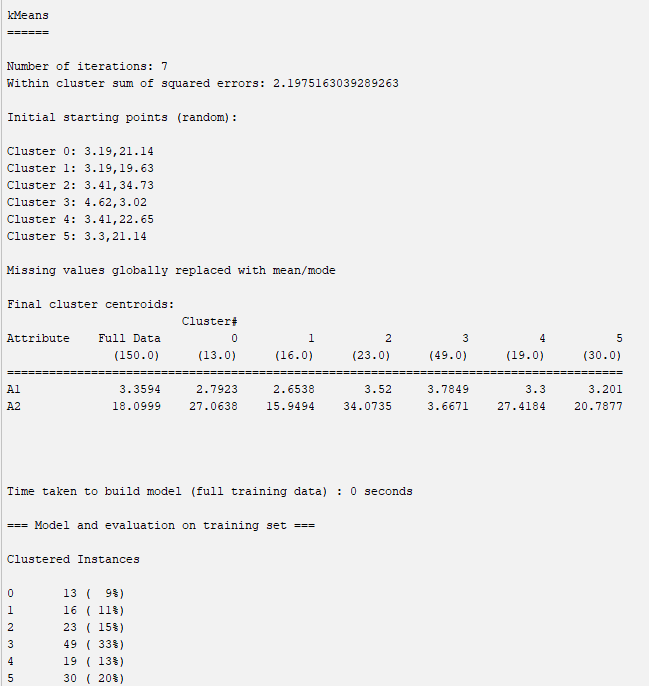 kMeans
======
Number of iterations: 7
Within cluster sum of squared errors: 2.1975163039289263
Initial starting points (random):
Cluster 0: 3.19,21.14
Cluster 1: 3.19,19.63
Cluster 2: 3.41,34.73
Cluster 3: 4.62,3.02
Cluster 4: 3.41,22.65
Cluster 5: 3.3,21.14
Missing values globally replaced with mean/mode
Final cluster centroids:
Cluster#
Attribute    Full Data          0          1          2          3          4          5
(150.0)     (13.0)     (16.0)     (23.0)     (49.0)     (19.0)     (30.0)
========================================================================================
A1              3.3594     2.7923     2.6538       3.52     3.7849        3.3      3.201
A2             18.0999    27.0638    15.9494    34.0735     3.6671    27.4184    20.7877
Time taken to build model (full training data) : 0 seconds
=== Model and evaluation on training set ===
Clustered Instances
0       13 (  9%)
1       16 ( 11%)
2       23 ( 15%)
3       49 ( 33%)
4       19 ( 13%)
5       30 ( 20%)